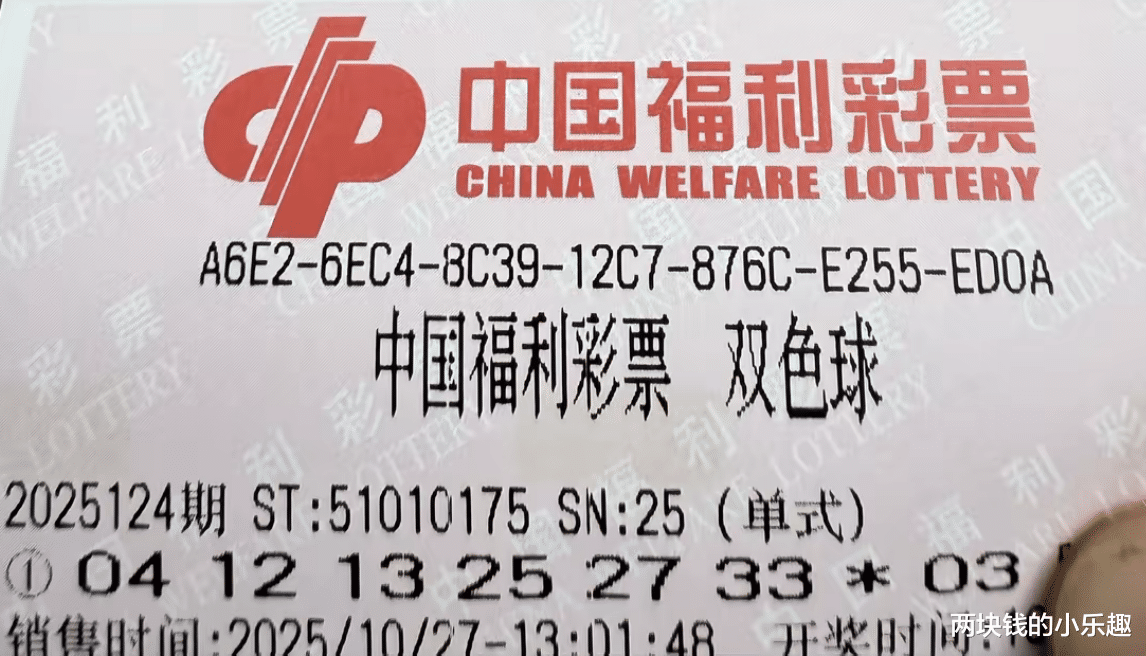 中国福利彩票
CHINA WELFARE LOTTERY
A6E2-6EC4-8C39-12C7-876C-E255-ED0A
中国福利彩票 双色球
2025124期 ST:51010175 SN:25 (单式)
① 04 12 13 25 27 33 * 03
销售时间:2025/10/27-13:01:48 开奖时间:
两块钱的小乐趣